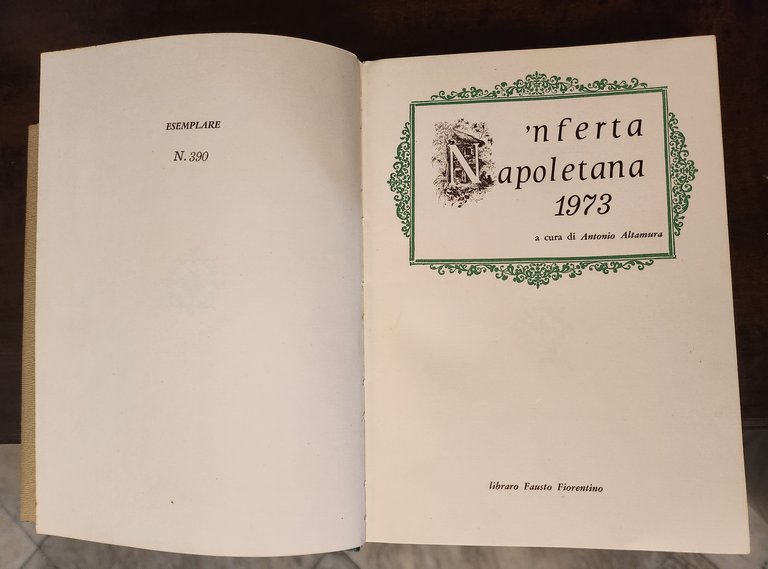 ESEMPLARE
N. 390
'nferta
Napoletana
1973
a cura di Antonio Altamura
libraro Fausto Fiorentino